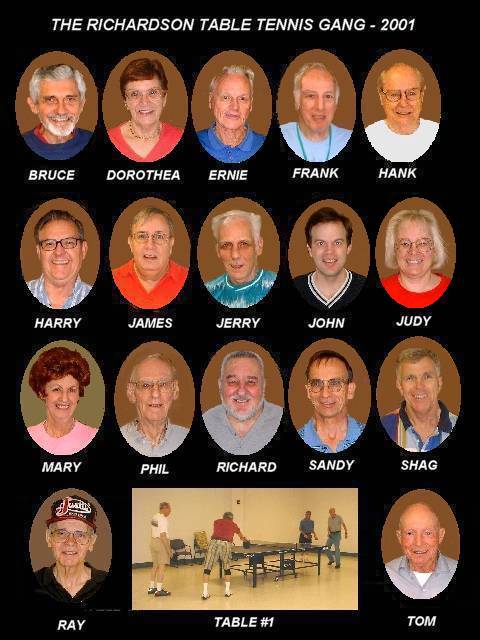 THE RICHARDSON TABLE TENNIS GANG - 2001
BRUCE DOROTHEA ERNIE FRANK HANK
HARRY JAMES JERRY JOHN JUDY
MARY PHIL RICHARD SANDY SHAG
RAY TABLE #1 TOM